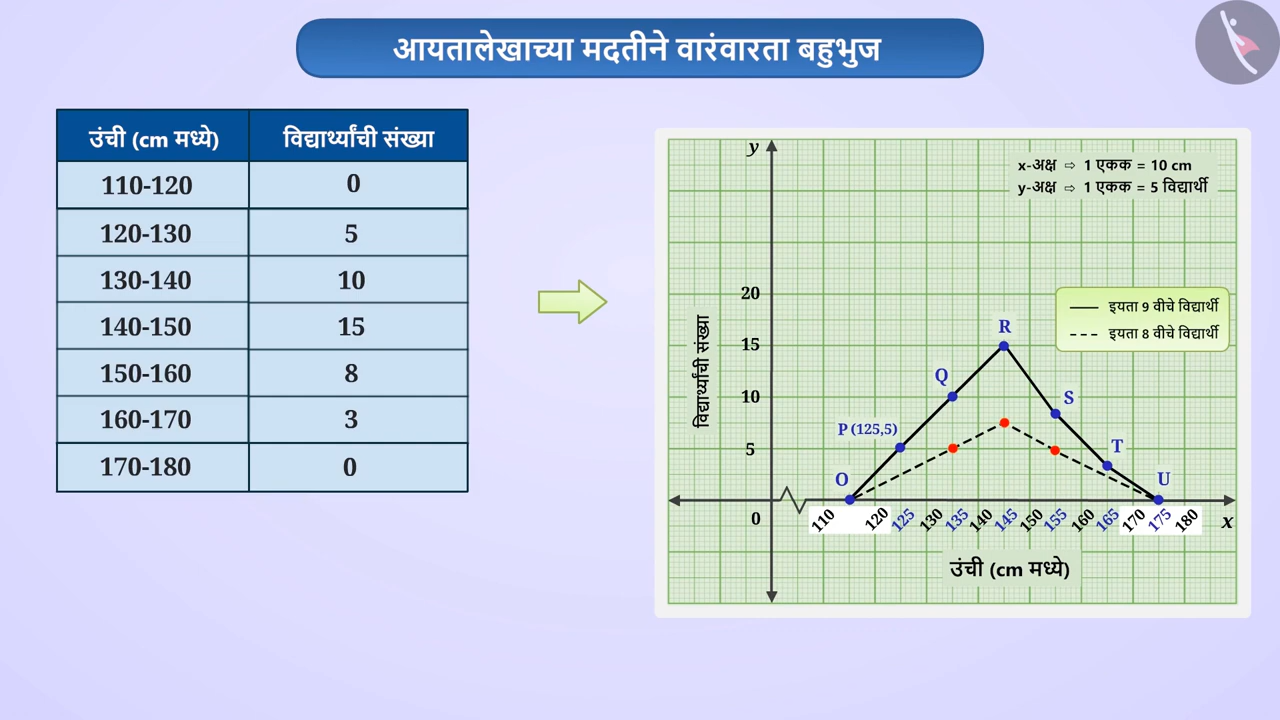 आयतालेखाच्या मदतीने वारंवारता बहुभुज
उंची (cm मध्ये) विद्यार्थ्यांची संख्या
110-120 0
120-130 5
130-140 10
140-150 15
150-160 8
160-170 3
170-180 0
y
x-अक्ष ⇨ 1 एकक = 10 cm
y-अक्ष ⇨ 1 एकक = 5 विद्यार्थी
इयता 9 वीचे विद्यार्थी
इयता 8 वीचे विद्यार्थी
विद्यार्थ्यांची संख्या
20
15
10
5
0
R
Q
S
P (125,5)
T
O
U
110 120 125 130 135 140 145 150 155 160 165 170 175 180 x
उंची (cm मध्ये)